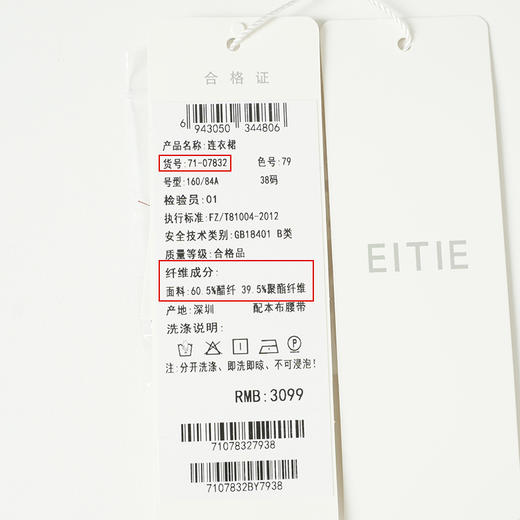 合格证
6 943050 344806
产品名称:连衣裙
货号:71-07832 色号:79
号型:160/84A 38码
检验员:01
执行标准:FZ/T81004-2012
安全技术类别:GB18401 B类
质量等级:合格品
纤维成分:
面料:60.5%醋纤 39.5%聚酯纤维
产地:深圳 配本布腰带
洗涤说明:
注:分开洗涤、即洗即晾、不可浸泡!
RMB:3099
71078327938
7107832BY7938
EITIE